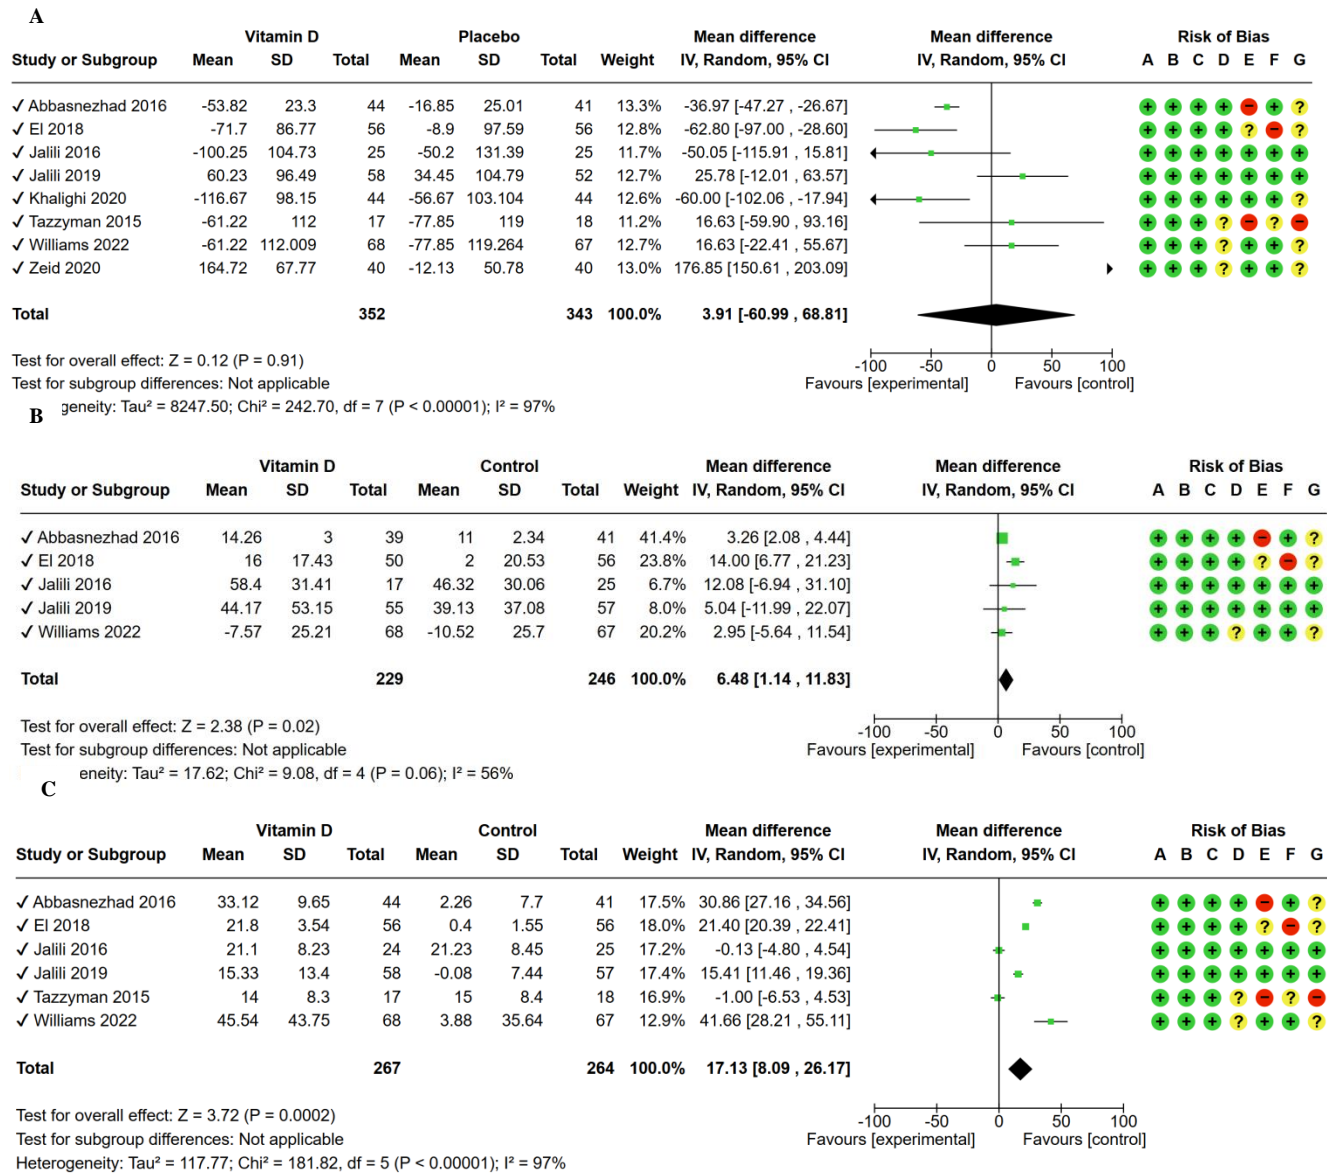 A
Vitamin D Placebo Mean difference Mean difference Risk of Bias
Study or Subgroup Mean SD Total Mean SD Total Weight IV, Random, 95% CI IV, Random, 95% CI A B C D E F G
✓ Abbasnezhad 2016 -53.82 23.3 44 -16.85 25.01 41 13.3% -36.97 [-47.27 , -26.67] + + + + − + ?
✓ El 2018 -71.7 86.77 56 -8.9 97.59 56 12.8% -62.80 [-97.00 , -28.60] + + + + ? − ?
✓ Jalili 2016 -100.25 104.73 25 -50.2 131.39 25 11.7% -50.05 [-115.91 , 15.81] + + + + + + +
✓ Jalili 2019 60.23 96.49 58 34.45 104.79 52 12.7% 25.78 [-12.01 , 63.57] + + + + + + +
✓ Khalighi 2020 -116.67 98.15 44 -56.67 103.104 44 12.6% -60.00 [-102.06 , -17.94] + + + + + + ?
✓ Tazzyman 2015 -61.22 112 17 -77.85 119 18 11.2% 16.63 [-59.90 , 93.16] + + + ? − ? −
✓ Williams 2022 -61.22 112.009 68 -77.85 119.264 67 12.7% 16.63 [-22.41 , 55.67] + + + ? + + ?
✓ Zeid 2020 164.72 67.77 40 -12.13 50.78 40 13.0% 176.85 [150.61 , 203.09] + + + ? + + ?
Total 352 343 100.0% 3.91 [-60.99 , 68.81]
Test for overall effect: Z = 0.12 (P = 0.91)
-100 -50 0 50 100
Test for subgroup differences: Not applicable
Favours [experimental] Favours [control]
geneity: Tau² = 8247.50; Chi² = 242.70, df = 7 (P < 0.00001); I² = 97%
B
Vitamin D Control Mean difference Mean difference Risk of Bias
Study or Subgroup Mean SD Total Mean SD Total Weight IV, Random, 95% CI IV, Random, 95% CI A B C D E F G
✓ Abbasnezhad 2016 14.26 3 39 11 2.34 41 41.4% 3.26 [2.08 , 4.44] + + + + − + ?
✓ El 2018 16 17.43 50 2 20.53 56 23.8% 14.00 [6.77 , 21.23] + + + + ? − ?
✓ Jalili 2016 58.4 31.41 17 46.32 30.06 25 6.7% 12.08 [-6.94 , 31.10] + + + + + + +
✓ Jalili 2019 44.17 53.15 55 39.13 37.08 57 8.0% 5.04 [-11.99 , 22.07] + + + + + + +
✓ Williams 2022 -7.57 25.21 68 -10.52 25.7 67 20.2% 2.95 [-5.64 , 11.54] + + + ? + + ?
Total 229 246 100.0% 6.48 [1.14 , 11.83]
Test for overall effect: Z = 2.38 (P = 0.02)
-100 -50 0 50 100
Test for subgroup differences: Not applicable
Favours [experimental] Favours [control]
eneity: Tau² = 17.62; Chi² = 9.08, df = 4 (P = 0.06); I² = 56%
C
Vitamin D Control Mean difference Mean difference Risk of Bias
Study or Subgroup Mean SD Total Mean SD Total Weight IV, Random, 95% CI IV, Random, 95% CI A B C D E F G
✓ Abbasnezhad 2016 33.12 9.65 44 2.26 7.7 41 17.5% 30.86 [27.16 , 34.56] + + + + − + ?
✓ El 2018 21.8 3.54 56 0.4 1.55 56 18.0% 21.40 [20.39 , 22.41] + + + + ? − ?
✓ Jalili 2016 21.1 8.23 24 21.23 8.45 25 17.2% -0.13 [-4.80 , 4.54] + + + + + + +
✓ Jalili 2019 15.33 13.4 58 -0.08 7.44 57 17.4% 15.41 [11.46 , 19.36] + + + + + + +
✓ Tazzyman 2015 14 8.3 17 15 8.4 18 16.9% -1.00 [-6.53 , 4.53] + + + ? − ? −
✓ Williams 2022 45.54 43.75 68 3.88 35.64 67 12.9% 41.66 [28.21 , 55.11] + + + ? + + ?
Total 267 264 100.0% 17.13 [8.09 , 26.17]
Test for overall effect: Z = 3.72 (P = 0.0002)
-100 -50 0 50 100
Test for subgroup differences: Not applicable
Favours [experimental] Favours [control]
Heterogeneity: Tau² = 117.77; Chi² = 181.82, df = 5 (P < 0.00001); I² = 97%